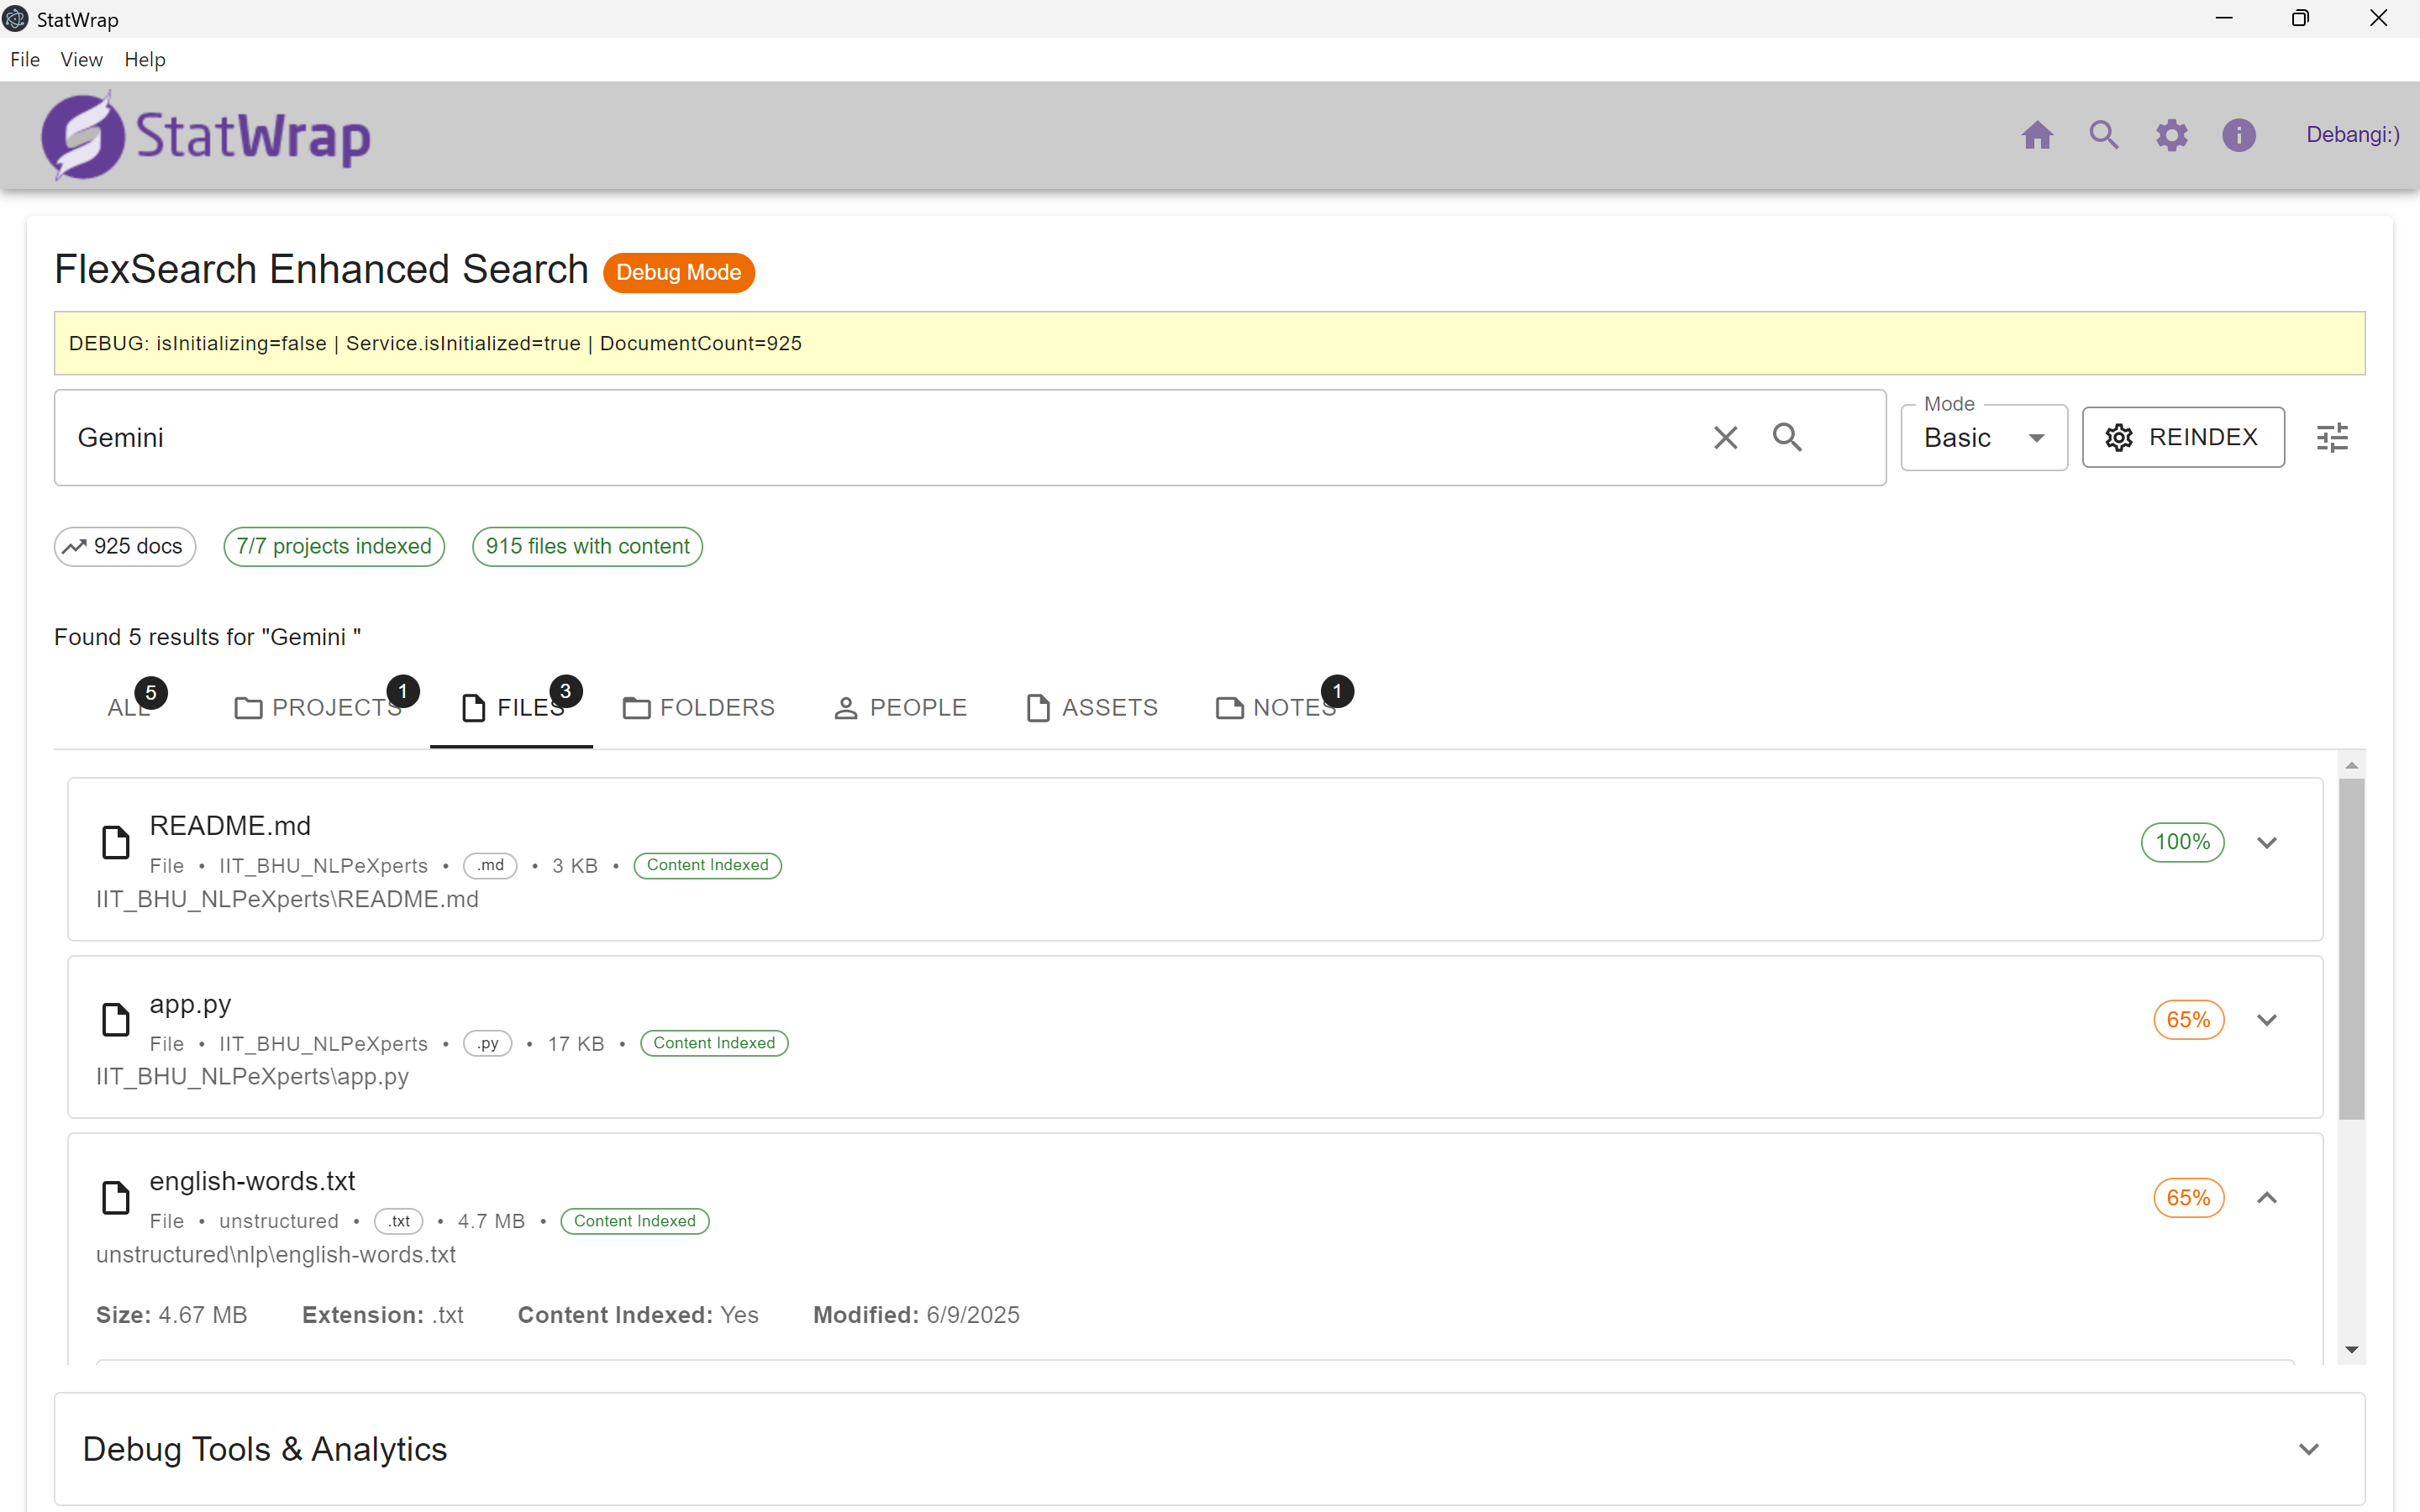 StatWrap
File View Help
StatWrap
Debangi:)
FlexSearch Enhanced Search Debug Mode
DEBUG: isInitializing=false | Service.isInitialized=true | DocumentCount=925
Mode
Gemini Basic REINDEX
925 docs 7/7 projects indexed 915 files with content
Found 5 results for "Gemini "
ALL 5 PROJECTS 1 FILES 3 FOLDERS PEOPLE ASSETS NOTES 1
README.md
100%
File • IIT_BHU_NLPeXperts • .md • 3 KB • Content Indexed
IIT_BHU_NLPeXperts\README.md
app.py
65%
File • IIT_BHU_NLPeXperts • .py • 17 KB • Content Indexed
IIT_BHU_NLPeXperts\app.py
english-words.txt
65%
File • unstructured • .txt • 4.7 MB • Content Indexed
unstructured\nlp\english-words.txt
Size: 4.67 MB Extension: .txt Content Indexed: Yes Modified: 6/9/2025
Debug Tools & Analytics